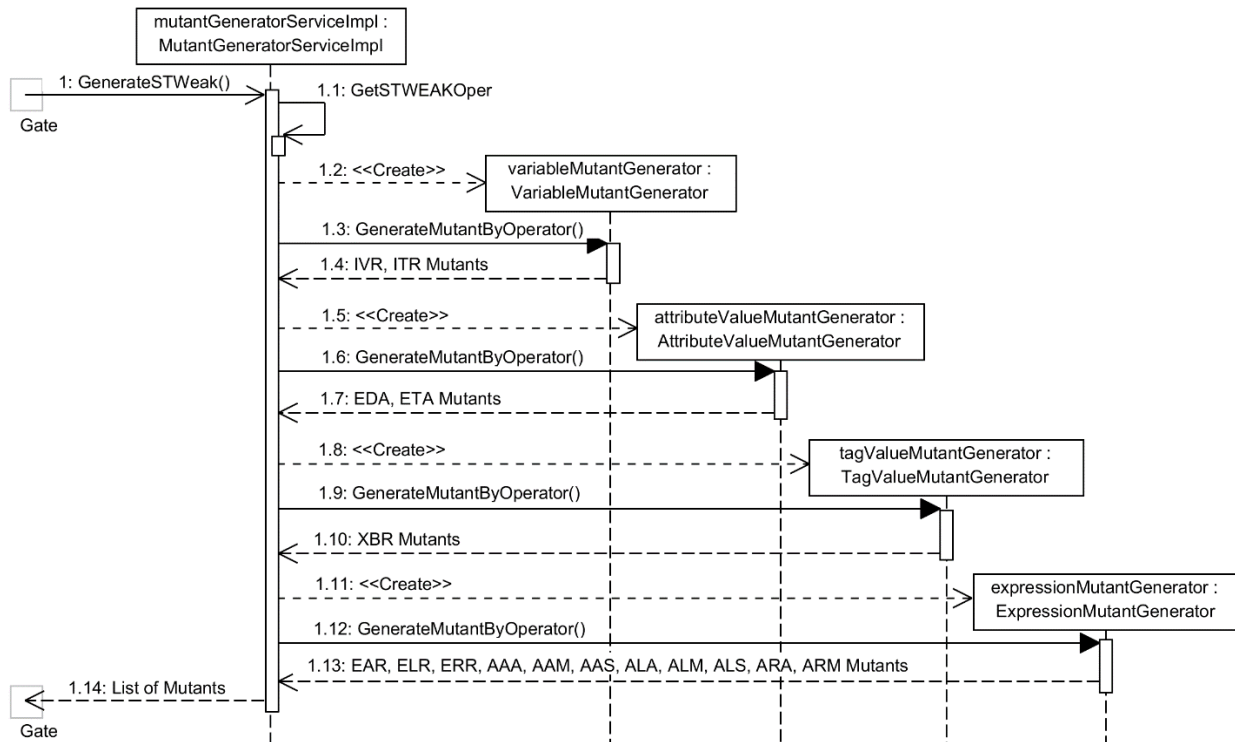 mutantGeneratorServiceImpl :
MutantGeneratorServiceImpl
1: GenerateSTWeak()
Gate
1.1: GetSTWEAKOper
1.2: <<Create>>
variableMutantGenerator :
VariableMutantGenerator
1.3: GenerateMutantByOperator()
1.4: IVR, ITR Mutants
1.5: <<Create>>
attributeValueMutantGenerator :
AttributeValueMutantGenerator
1.6: GenerateMutantByOperator()
1.7: EDA, ETA Mutants
1.8: <<Create>>
tagValueMutantGenerator :
TagValueMutantGenerator
1.9: GenerateMutantByOperator()
1.10: XBR Mutants
1.11: <<Create>>
expressionMutantGenerator :
ExpressionMutantGenerator
1.12: GenerateMutantByOperator()
1.13: EAR, ELR, ERR, AAA, AAM, AAS, ALA, ALM, ALS, ARA, ARM Mutants
1.14: List of Mutants
Gate